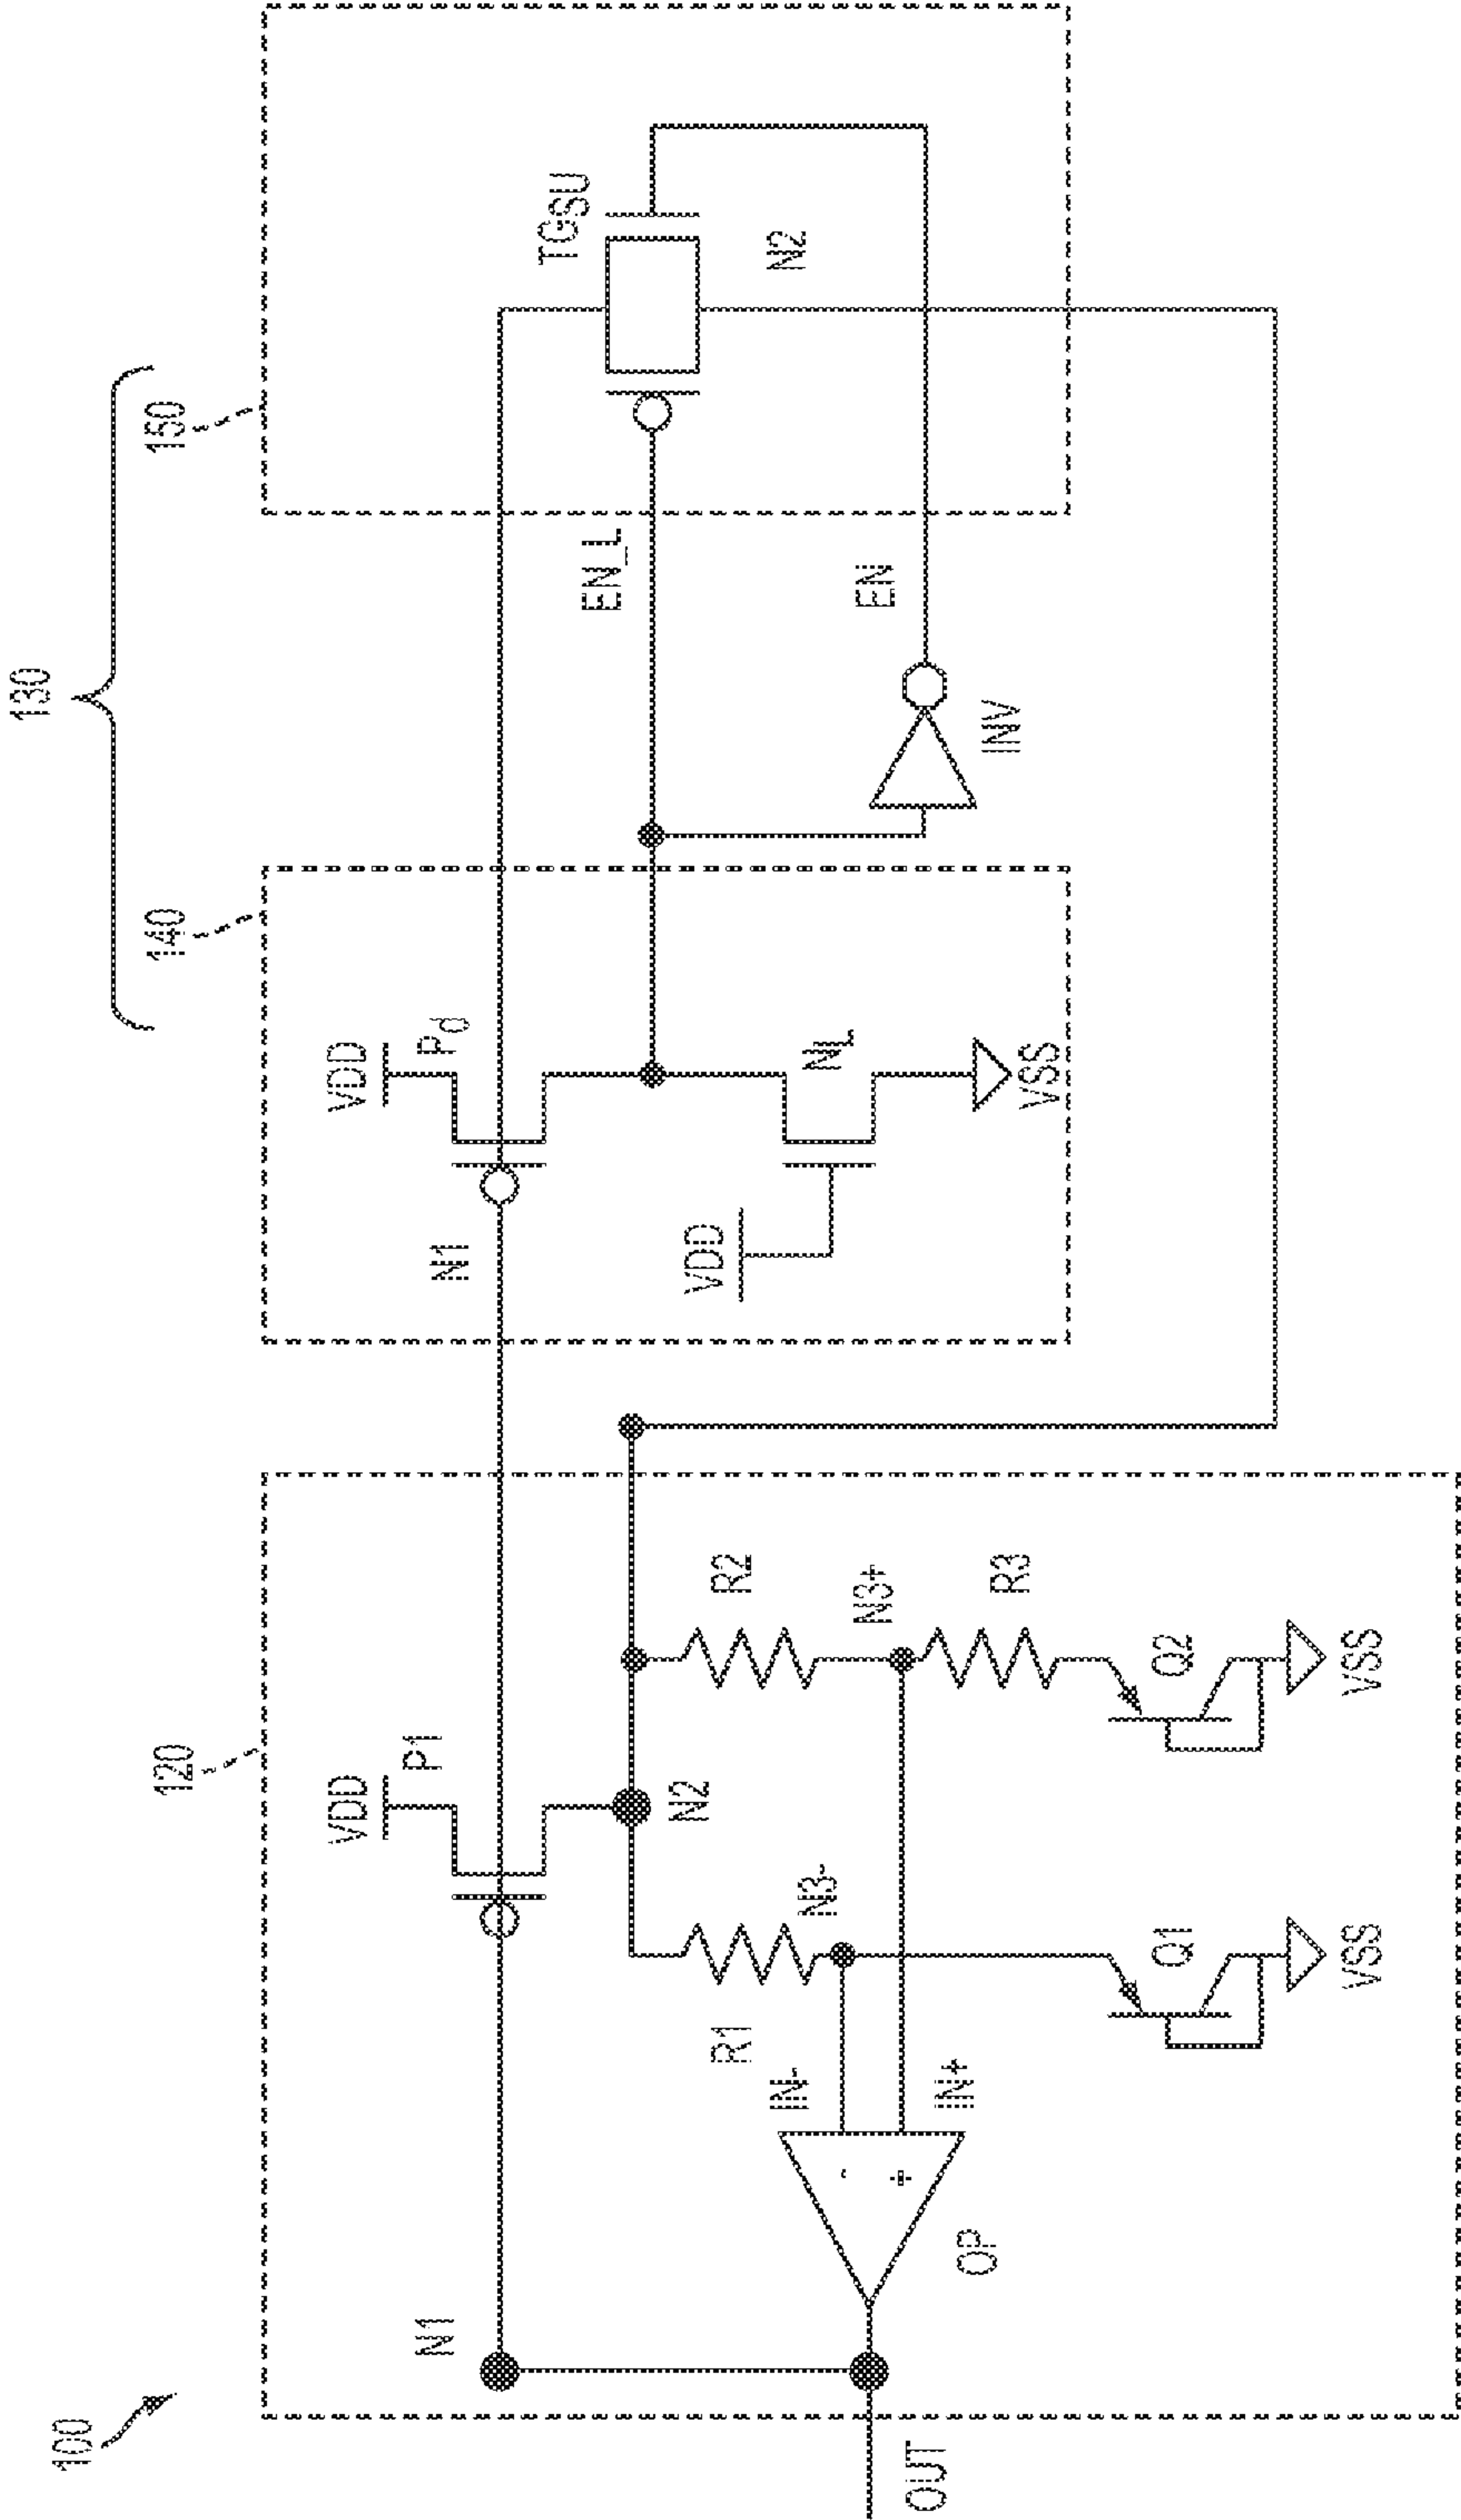 100
130
120
140
150
VDD
P1
N1
N2
R1
R2
N3-
N3+
R3
IN-
IN+
-
+
OP
OUT
Q1
Q2
VSS
VSS
N1
VDD
Pd
VDD
NL
VSS
EN_L
EN
INV
TGSU
N2